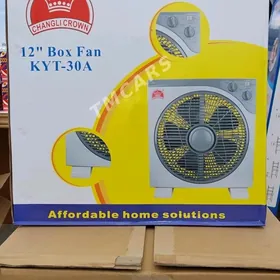 CHANGLI CROWN
12" Box Fan
KYT-30A
TMCARS
Affordable home solutions